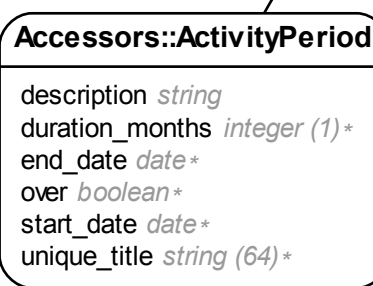 Accessors::ActivityPeriod
description string
duration_months integer (1)*
end_date date*
over boolean*
start_date date*
unique_title string (64)*